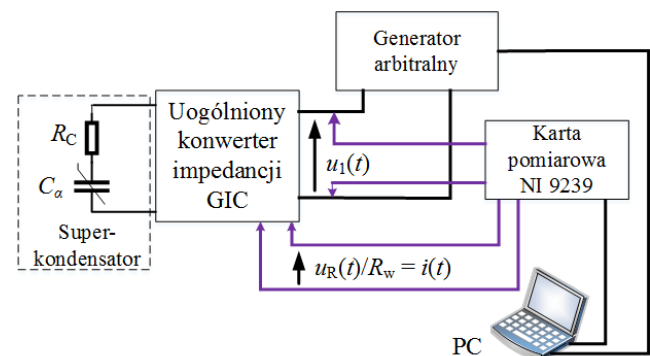 Generator
arbitralny
Uogólniony
konwerter
impedancji
GIC
R_C
C_α
Super-
kondensator
u_1(t)
Karta
pomiarowa
NI 9239
u_R(t)/R_w = i(t)
PC